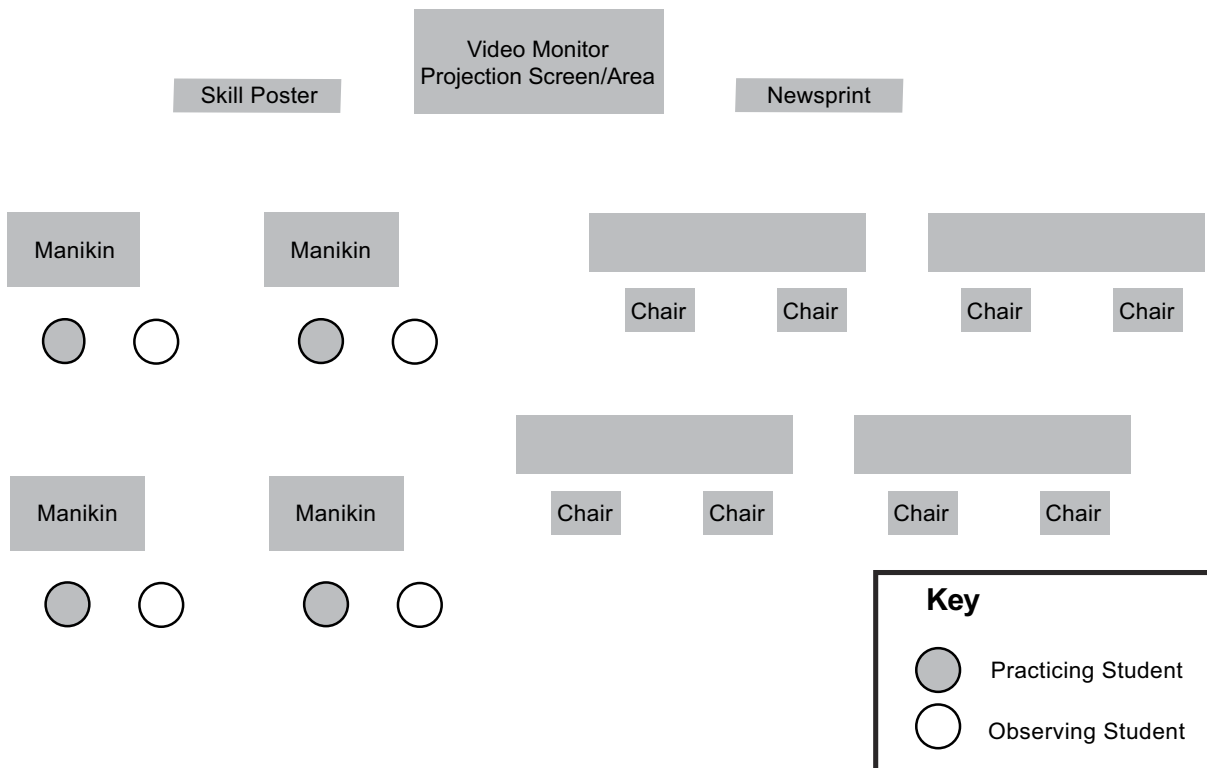 Video Monitor
Projection Screen/Area
Skill Poster
Newsprint
Manikin
Manikin
Chair
Chair
Chair
Chair
Manikin
Manikin
Chair
Chair
Chair
Chair
Key
Practicing Student
Observing Student